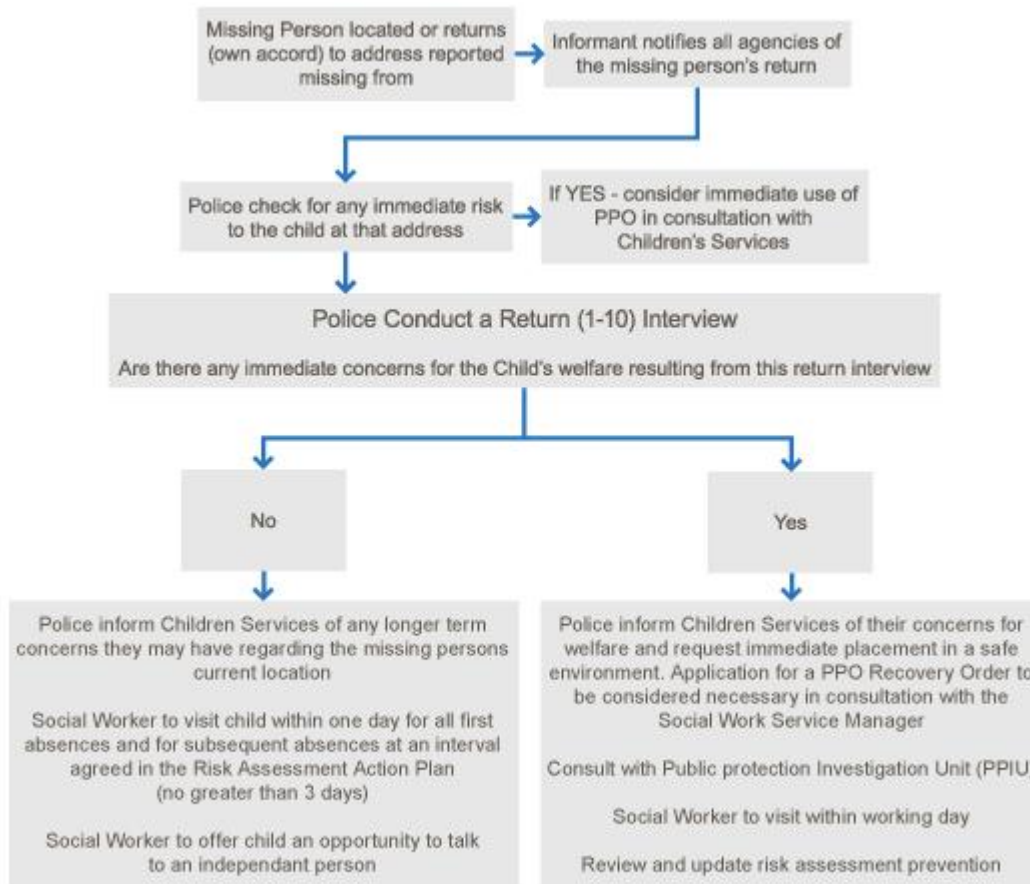 Missing Person located or returns
(own accord) to address reported
missing from
Informant notifies all agencies of
the missing person's return
Police check for any immediate risk
to the child at that address
If YES - consider immediate use of
PPO in consultation with
Children's Services
Police Conduct a Return (1-10) Interview
Are there any immediate concerns for the Child's welfare resulting from this return interview
No
Yes
Police inform Children Services of any longer term
concerns they may have regarding the missing persons
current location
Social Worker to visit child within one day for all first
absences and for subsequent absences at an interval
agreed in the Risk Assessment Action Plan
(no greater than 3 days)
Social Worker to offer child an opportunity to talk
to an independant person
Police inform Children Services of their concerns for
welfare and request immediate placement in a safe
environment. Application for a PPO Recovery Order to
be considered necessary in consultation with the
Social Work Service Manager
Consult with Public protection Investigation Unit (PPIU)
Social Worker to visit within working day
Review and update risk assessment prevention